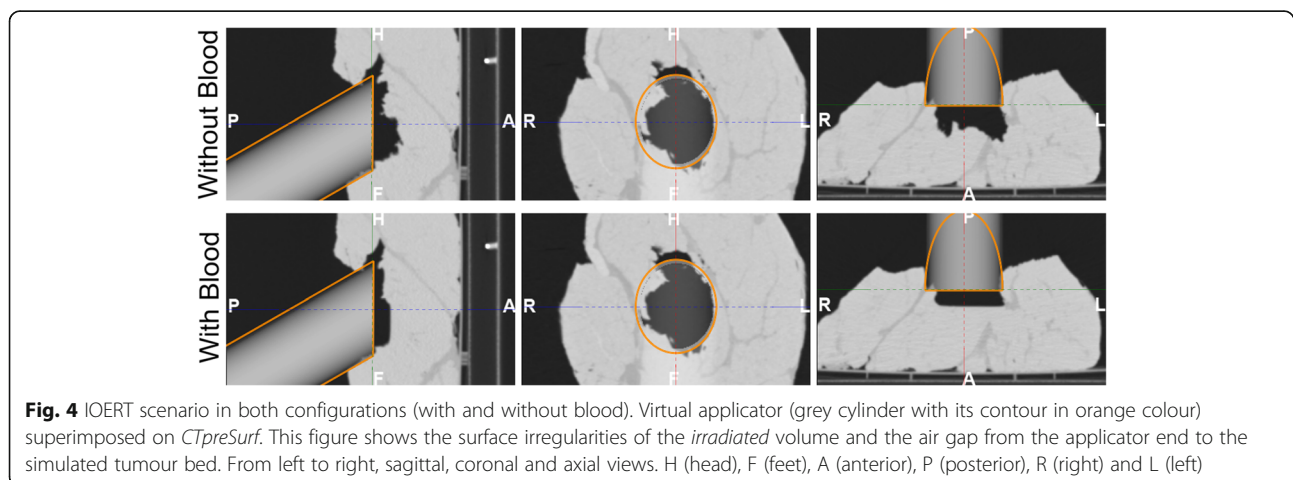 Without Blood
H
P
A
F
H
R
L
F
P
R
L
A
With Blood
H
P
A
F
H
R
L
F
P
R
L
A
Fig. 4 IOERT scenario in both configurations (with and without blood). Virtual applicator (grey cylinder with its contour in orange colour)
superimposed on CTpreSurf. This figure shows the surface irregularities of the irradiated volume and the air gap from the applicator end to the
simulated tumour bed. From left to right, sagittal, coronal and axial views. H (head), F (feet), A (anterior), P (posterior), R (right) and L (left)